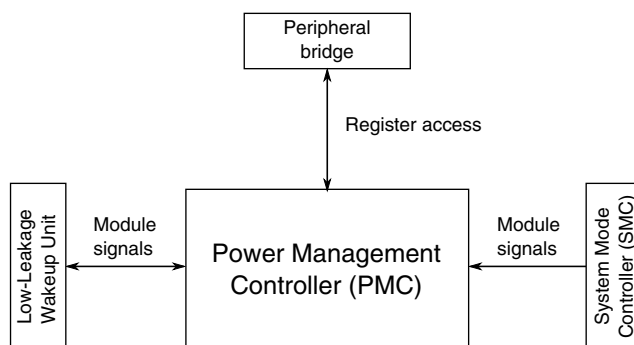 Peripheral
bridge
Register access
Low-Leakage
Wakeup Unit
Module
signals
Power Management
Controller (PMC)
Module
signals
System Mode
Controller (SMC)